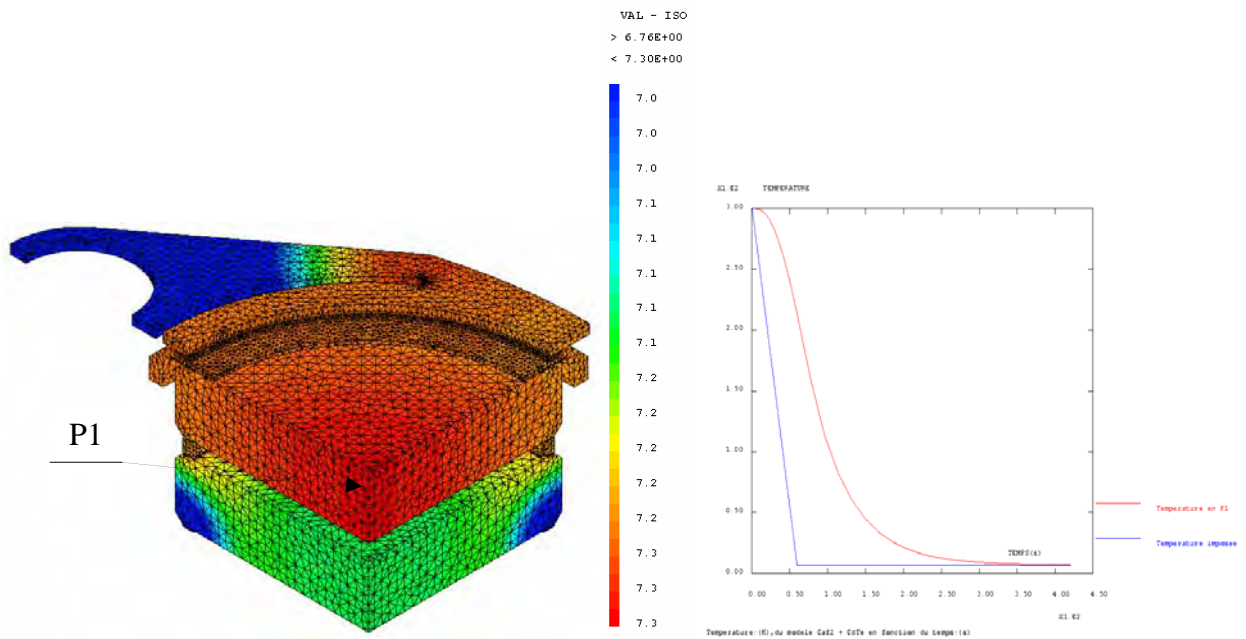 VAL - ISO
> 6.76E+00
< 7.30E+00
7.0
7.0
7.0
7.1
7.1
7.1
7.1
7.1
7.2
7.2
7.2
7.2
7.2
7.3
7.3
7.3
P1
X1.E2 TEMPERATURE
3.00
2.50
2.00
1.50
1.00
0.50
0.00
TEMPS(s)
0.00 0.50 1.00 1.50 2.00 2.50 3.00 3.50 4.00 4.50
X1.E2
Temperature en P1
Temperature imposee
Temperature (K),du modele CaF2 + CdTe en fonction du temps (s)